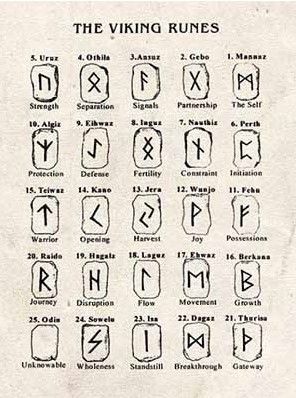 THE VIKING RUNES
5. Uruz 4. Othila 3. Ansuz 2. Gebo 1. Mannaz
ᚢ ᛟ ᚨ ᚷ ᛗ
Strength Separation Signals Partnership The Self
10. Algiz 9. Eihwaz 8. Inguz 7. Nauthiz 6. Perth
ᛉ ᛇ ᛝ ᚾ ᛈ
Protection Defense Fertility Constraint Initiation
15. Teiwaz 14. Kano 13. Jera 12. Wunjo 11. Fehu
ᛏ ᚲ ᛃ ᚹ ᚠ
Warrior Opening Harvest Joy Possessions
20. Raido 19. Hagalz 18. Laguz 17. Ehwaz 16. Berkana
ᚱ ᚺ ᛚ ᛖ ᛒ
Journey Disruption Flow Movement Growth
25. Odin 24. Sowelu 23. Isa 22. Dagaz 21. Thurisa
ᛋ ᛁ ᛞ ᚦ
Unknowable Wholeness Standstill Breakthrough Gateway